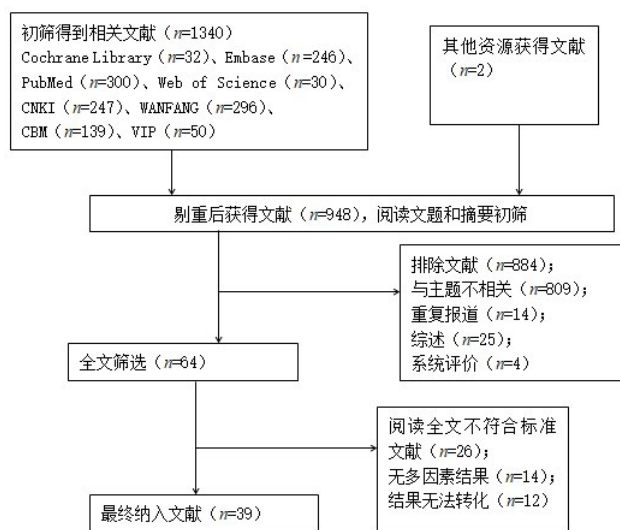 初筛得到相关文献（n=1340）
Cochrane Library（n=32）、Embase（n=246）、
PubMed（n=300）、Web of Science（n=30）、
CNKI（n=247）、WANFANG（n=296）、
CBM（n=139）、VIP（n=50）
其他资源获得文献
（n=2）
剔重后获得文献（n=948），阅读文题和摘要初筛
排除文献（n=884）；
与主题不相关（n=809）；
重复报道（n=14）；
综述（n=25）；
系统评价（n=4）
全文筛选（n=64）
阅读全文不符合标准
文献（n=26）；
无多因素结果（n=14）；
结果无法转化（n=12）
最终纳入文献（n=39）